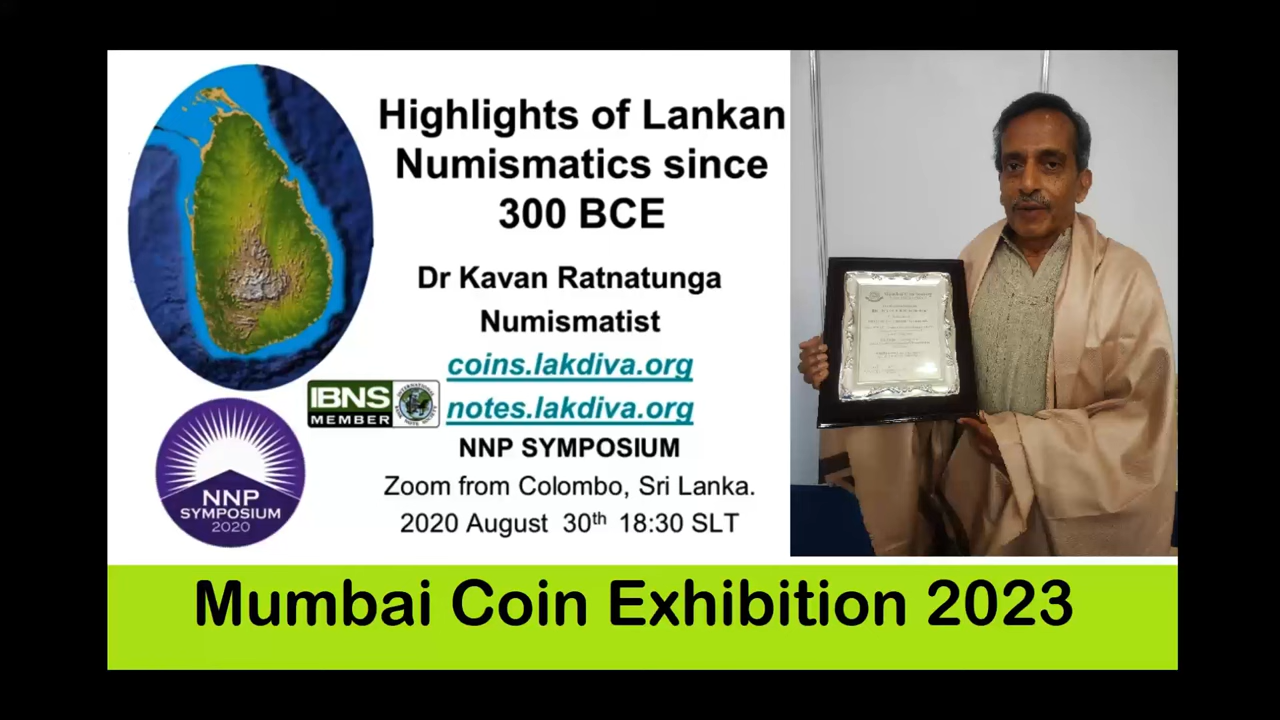 Highlights of Lankan
Numismatics since
300 BCE
Dr Kavan Ratnatunga
Numismatist
coins.lakdiva.org
IBNS
MEMBER
notes.lakdiva.org
NNP SYMPOSIUM
Zoom from Colombo, Sri Lanka.
2020 August 30th 18:30 SLT
NNP
SYMPOSIUM
2020
Mumbai Coin Exhibition 2023